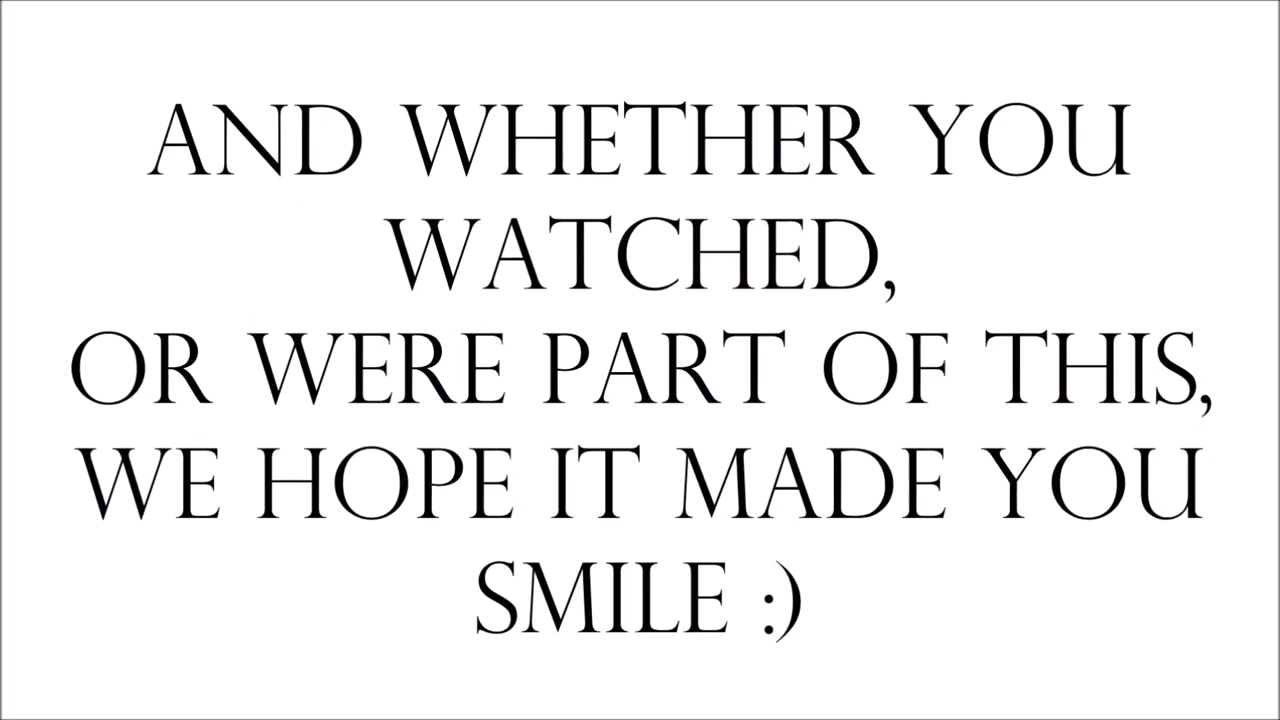 AND WHETHER YOU
WATCHED,
OR WERE PART OF THIS,
WE HOPE IT MADE YOU
SMILE :)